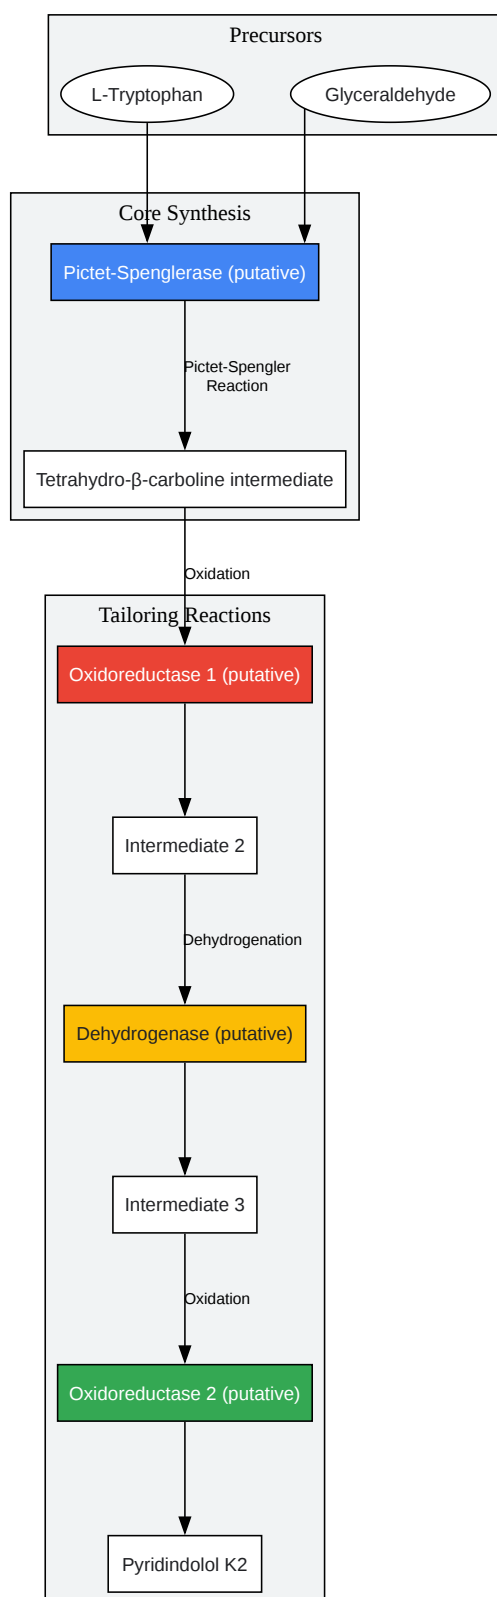 Precursors
L-Tryptophan
Glyceraldehyde
Core Synthesis
Pictet-Spenglerase (putative)
Pictet-Spengler
Reaction
Tetrahydro-β-carboline intermediate
Oxidation
Tailoring Reactions
Oxidoreductase 1 (putative)
Intermediate 2
Dehydrogenation
Dehydrogenase (putative)
Intermediate 3
Oxidation
Oxidoreductase 2 (putative)
Pyridindolol K2